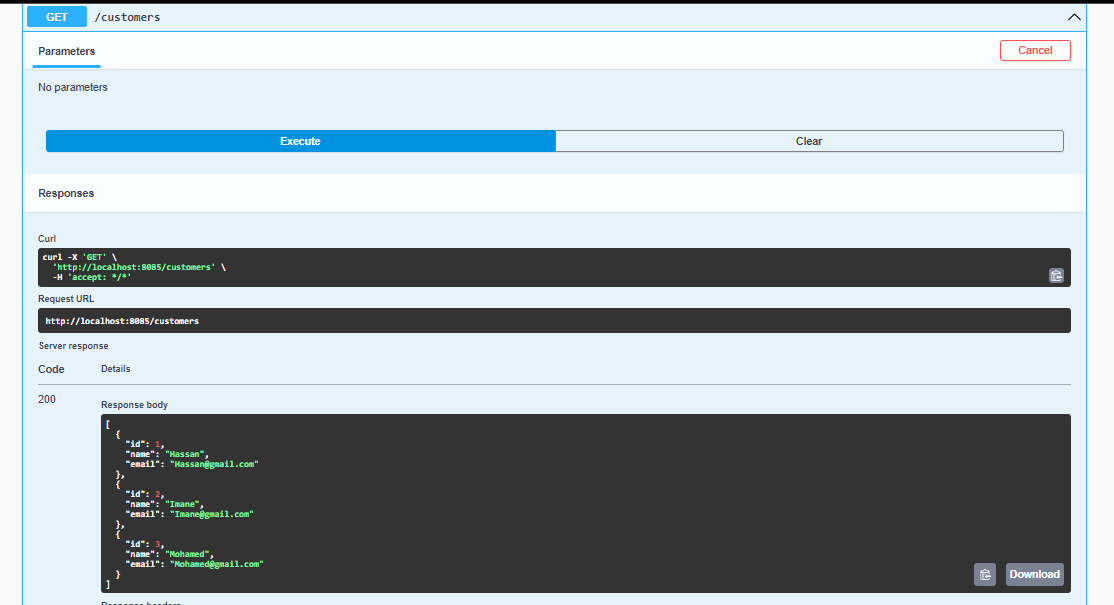 GET /customers
Parameters
Cancel
No parameters
Execute
Clear
Responses
Curl
curl -X 'GET' \
  'http://localhost:8085/customers' \
  -H 'accept: */*'
Request URL
http://localhost:8085/customers
Server response
Code Details
200
Response body
[
  {
    "id": 1,
    "name": "Hassan",
    "email": "Hassan@gmail.com"
  },
  {
    "id": 2,
    "name": "Imane",
    "email": "Imane@gmail.com"
  },
  {
    "id": 3,
    "name": "Mohamed",
    "email": "Mohamed@gmail.com"
  }
]
Download
Response headers